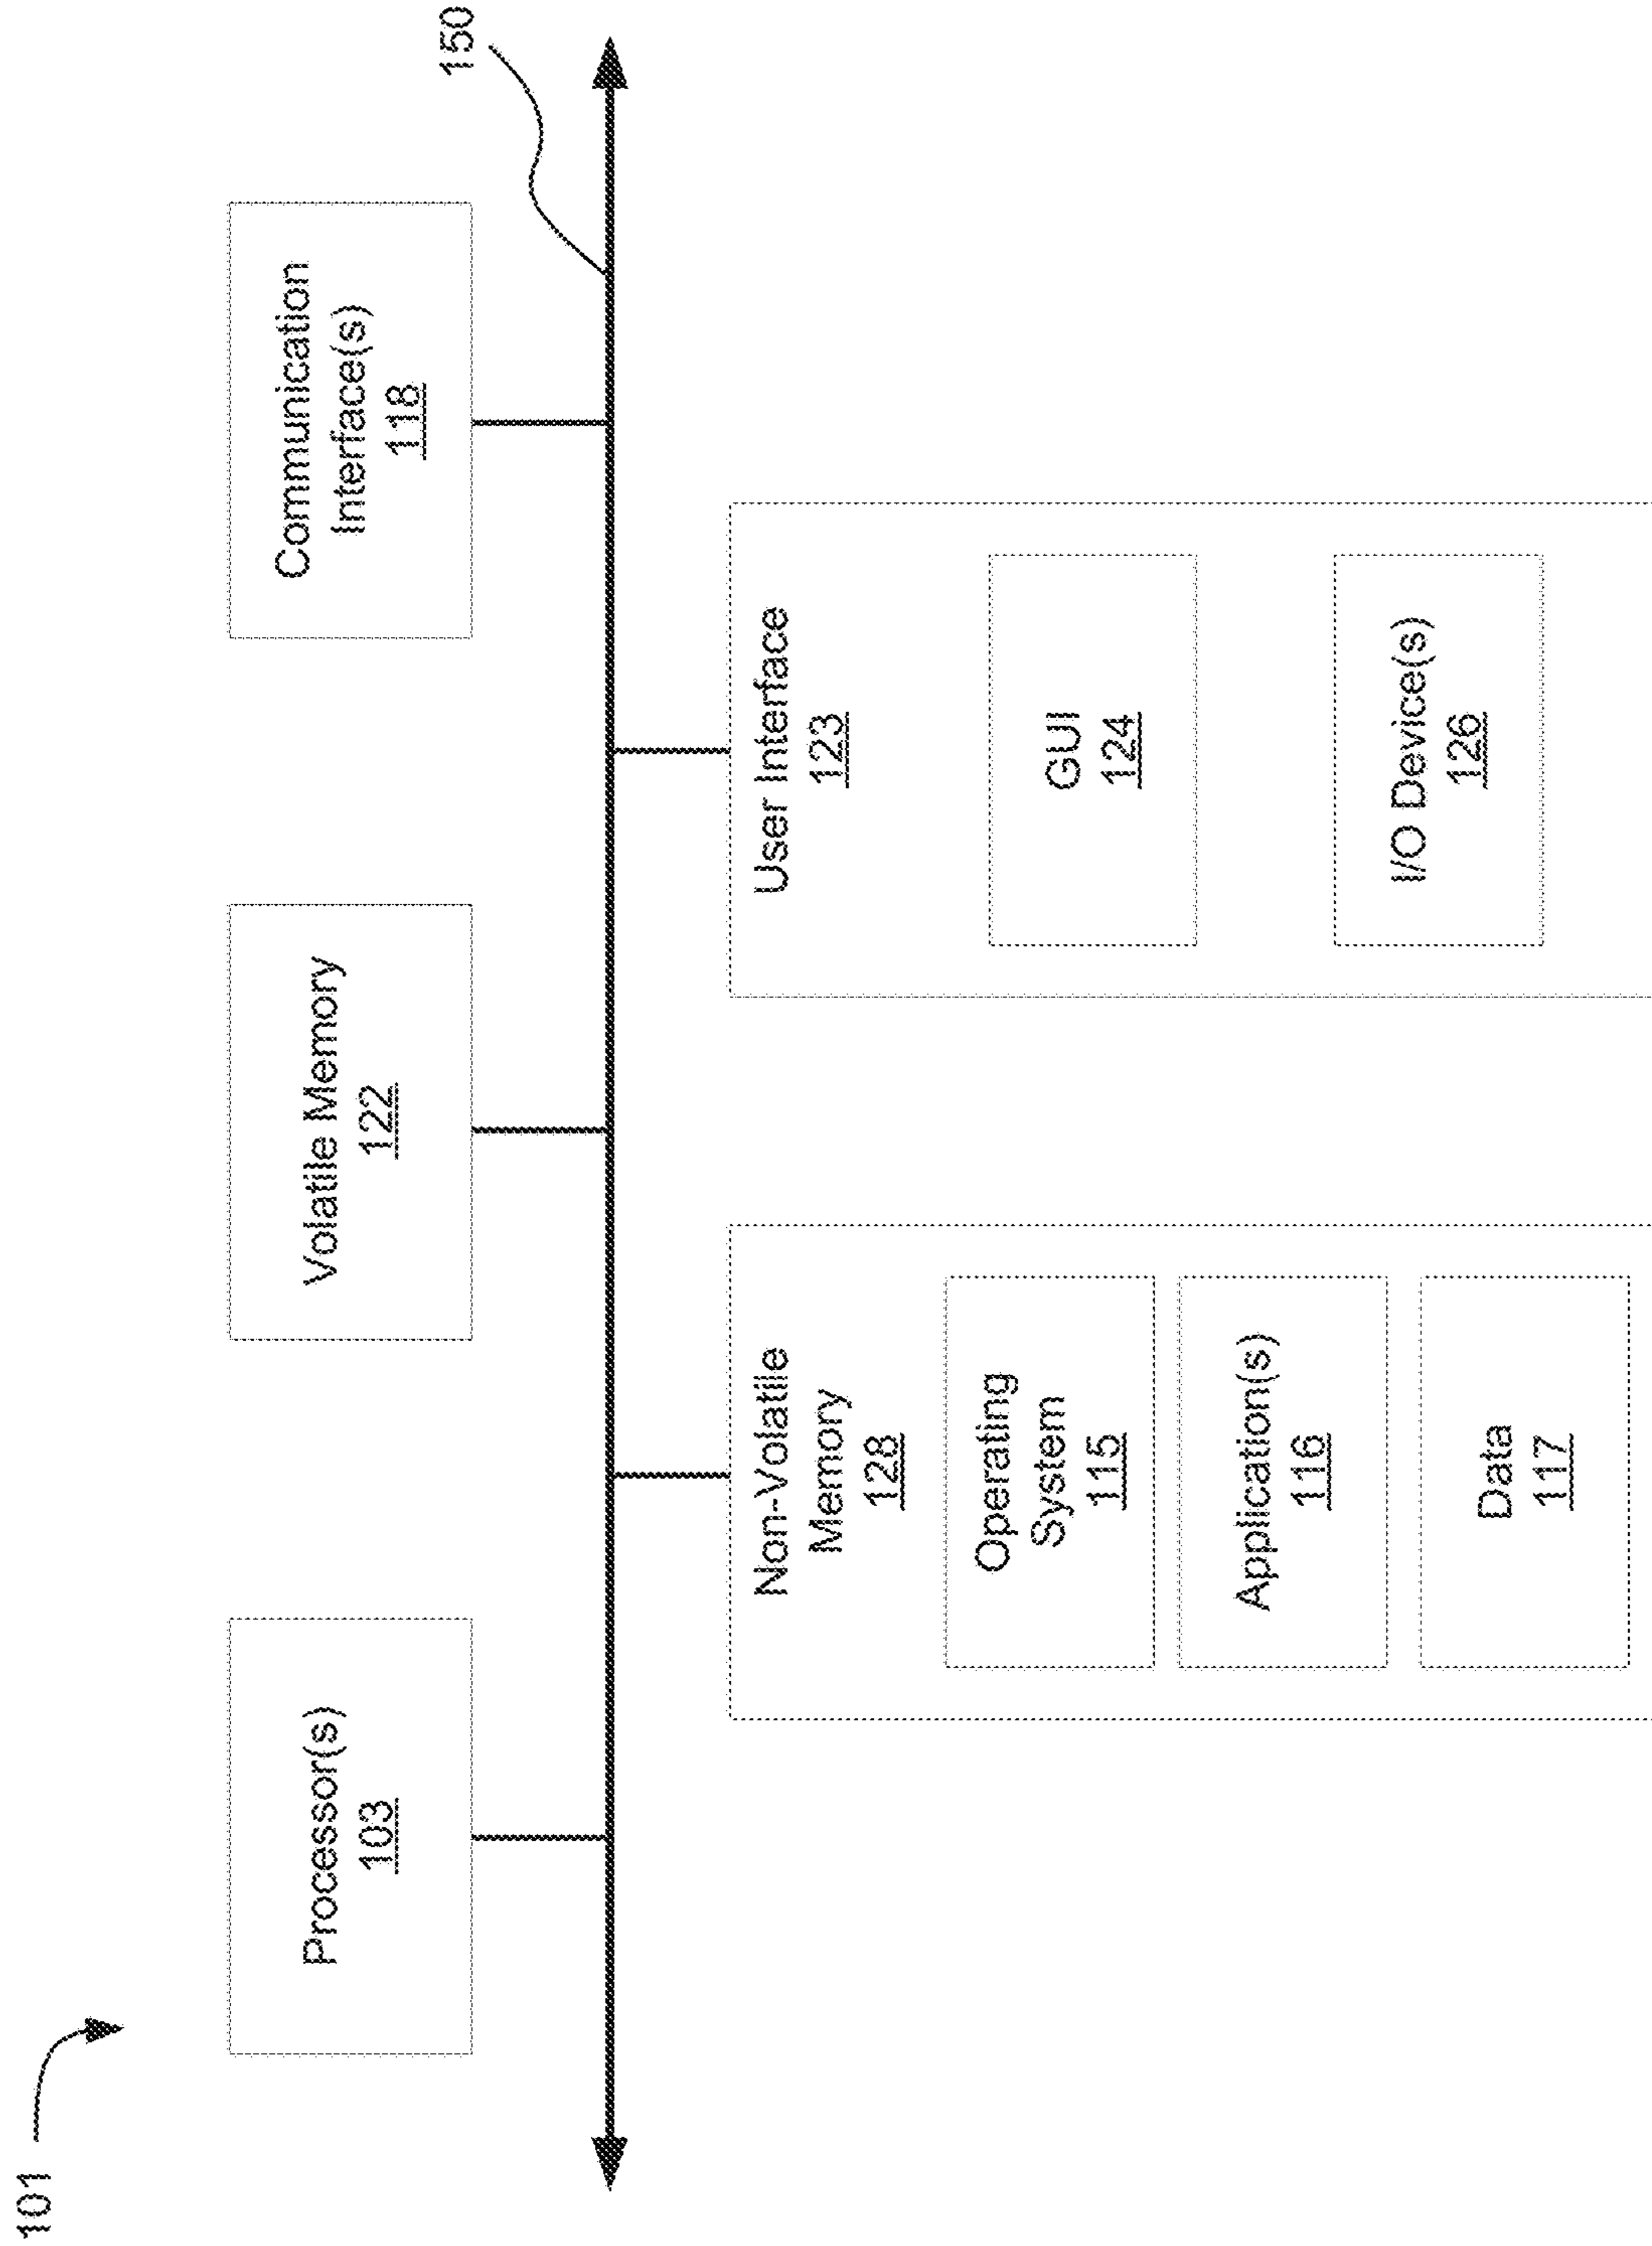 101
Processor(s)
103
Volatile Memory
122
Communication
Interface(s)
118
150
Non-Volatile
Memory
128
Operating
System
115
Application(s)
116
Data
117
User Interface
123
GUI
124
I/O Device(s)
126